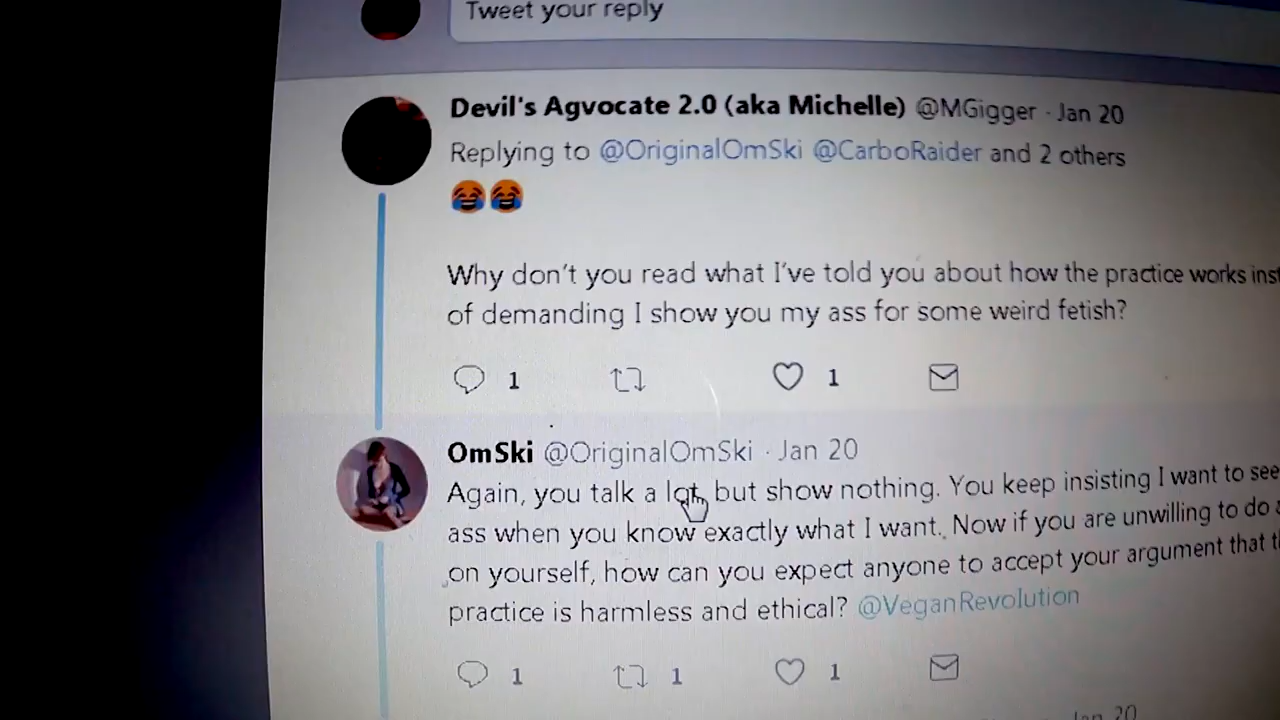 Tweet your reply
Devil's Agvocate 2.0 (aka Michelle) @MGigger · Jan 20
Replying to @OriginalOmSki @CarboRaider and 2 others
😂😂
Why don't you read what I've told you about how the practice works inst
of demanding I show you my ass for some weird fetish?
1 1
OmSki @OriginalOmSki · Jan 20
Again, you talk a lot, but show nothing. You keep insisting I want to see
ass when you know exactly what I want. Now if you are unwilling to do
on yourself, how can you expect anyone to accept your argument that
practice is harmless and ethical? @VeganRevolution
1 1 1
Jan 20